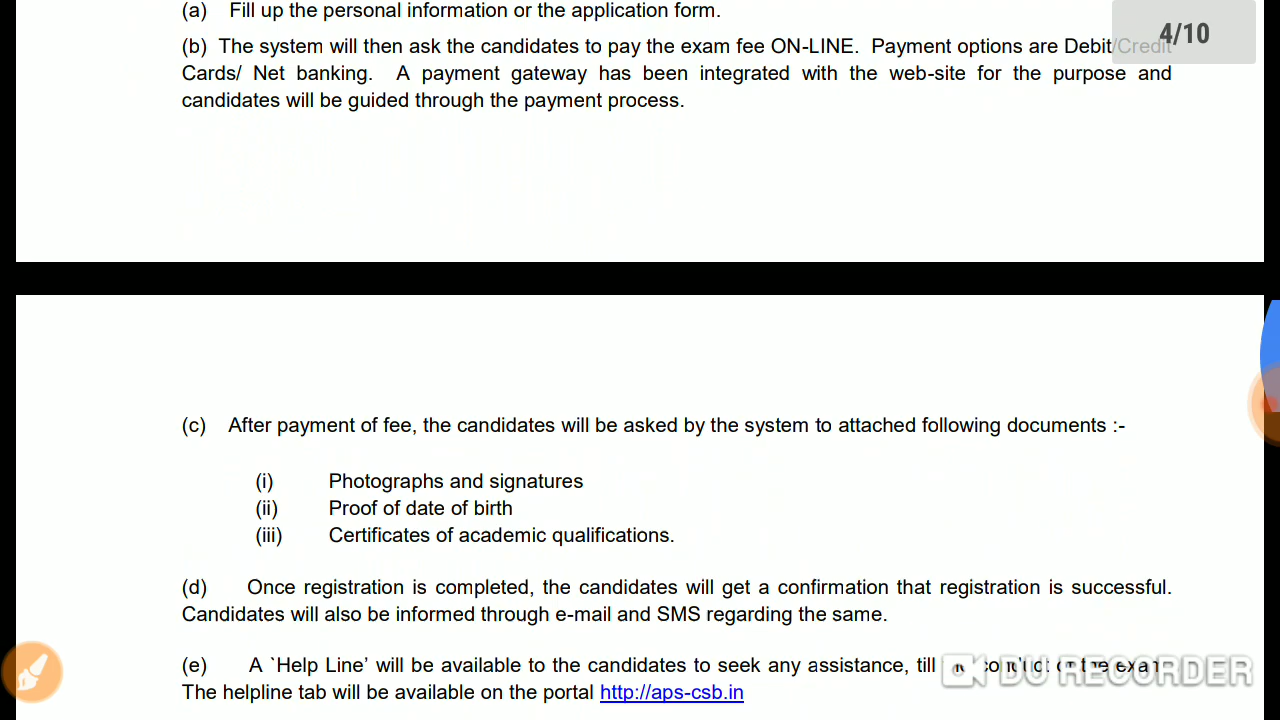 (a) Fill up the personal information or the application form.
4/10
(b) The system will then ask the candidates to pay the exam fee ON-LINE. Payment options are Debit/Credit
Cards/ Net banking. A payment gateway has been integrated with the web-site for the purpose and
candidates will be guided through the payment process.
(c) After payment of fee, the candidates will be asked by the system to attached following documents :-
(i) Photographs and signatures
(ii) Proof of date of birth
(iii) Certificates of academic qualifications.
(d) Once registration is completed, the candidates will get a confirmation that registration is successful.
Candidates will also be informed through e-mail and SMS regarding the same.
(e) A `Help Line' will be available to the candidates to seek any assistance, till the conduct of the exam
DU RECORDER
The helpline tab will be available on the portal http://aps-csb.in